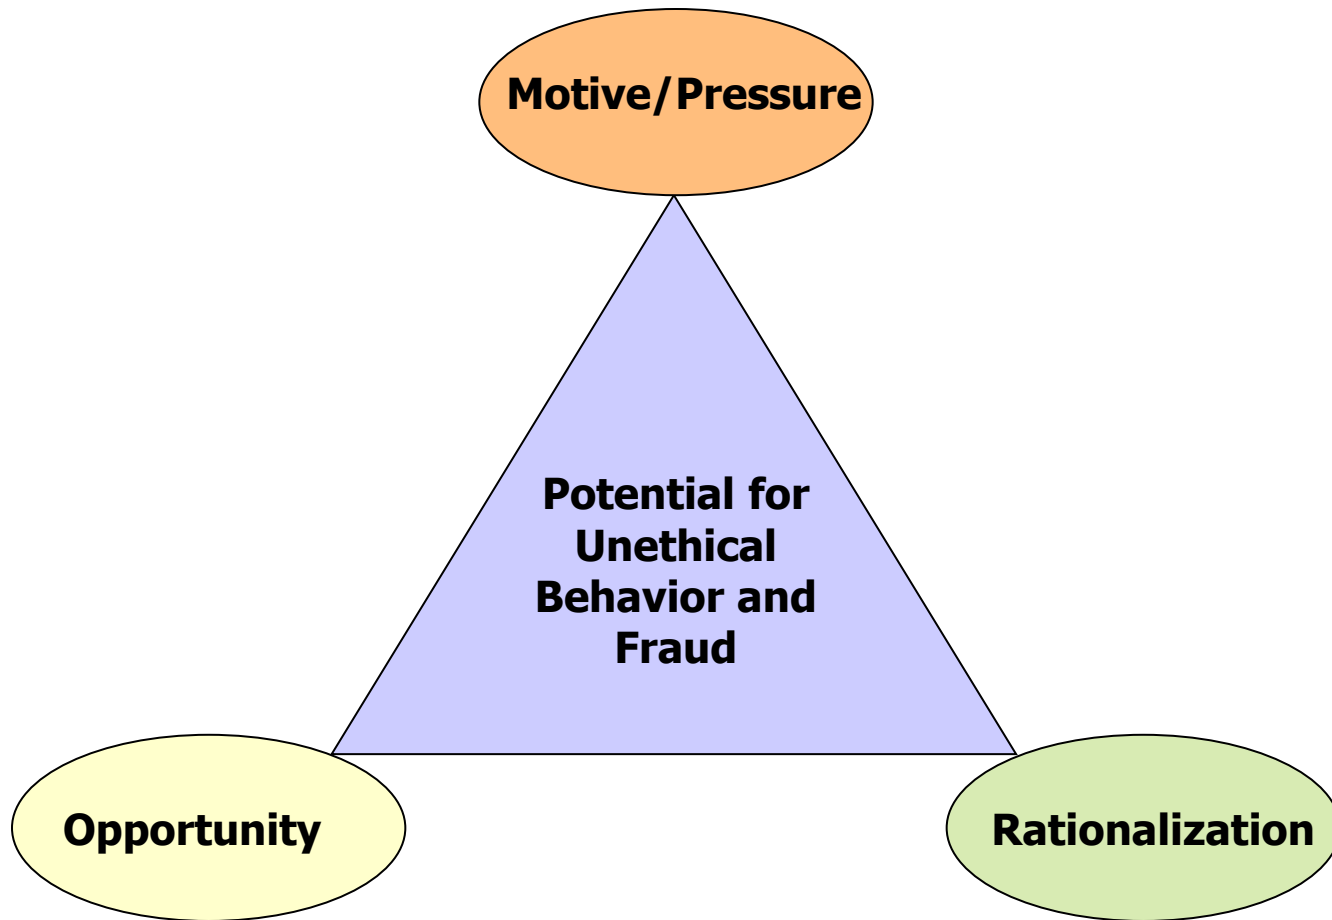 Motive/Pressure
Potential for
Unethical
Behavior and
Fraud
Opportunity
Rationalization